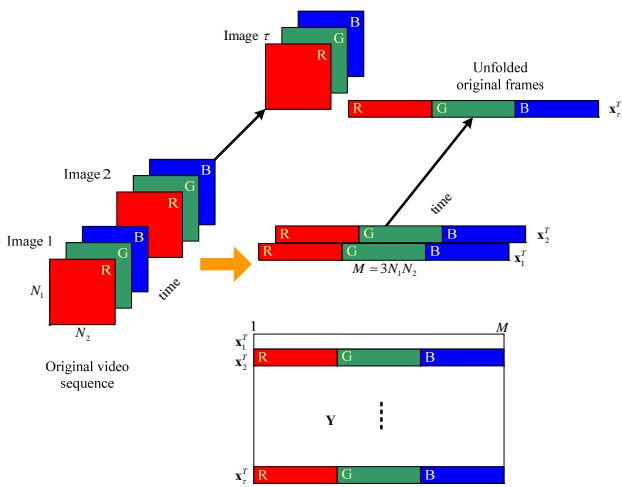 Image τ
R
G
B
Unfolded
original frames
R G B x_τ^T
Image 2
R
G
B
Image 1
R
G
B
N_1
N_2
time
time
R G B x_2^T
R G B x_1^T
M = 3N_1N_2
Original video
sequence
1 M
x_1^T
x_2^T R G B
Y
x_τ^T R G B